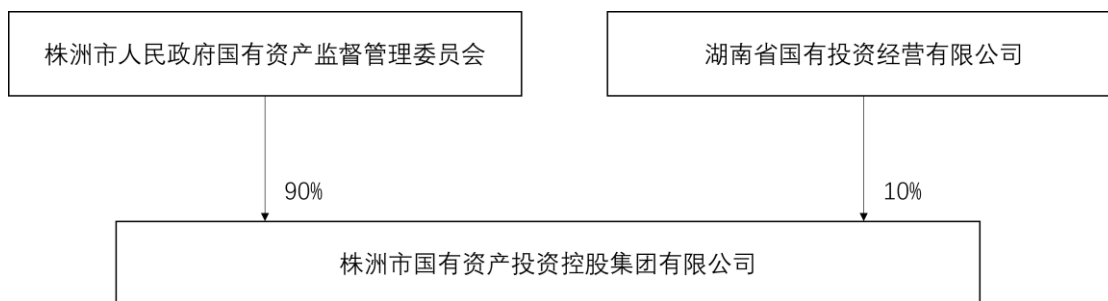 株洲市人民政府国有资产监督管理委员会
湖南省国有投资经营有限公司
90%
10%
株洲市国有资产投资控股集团有限公司